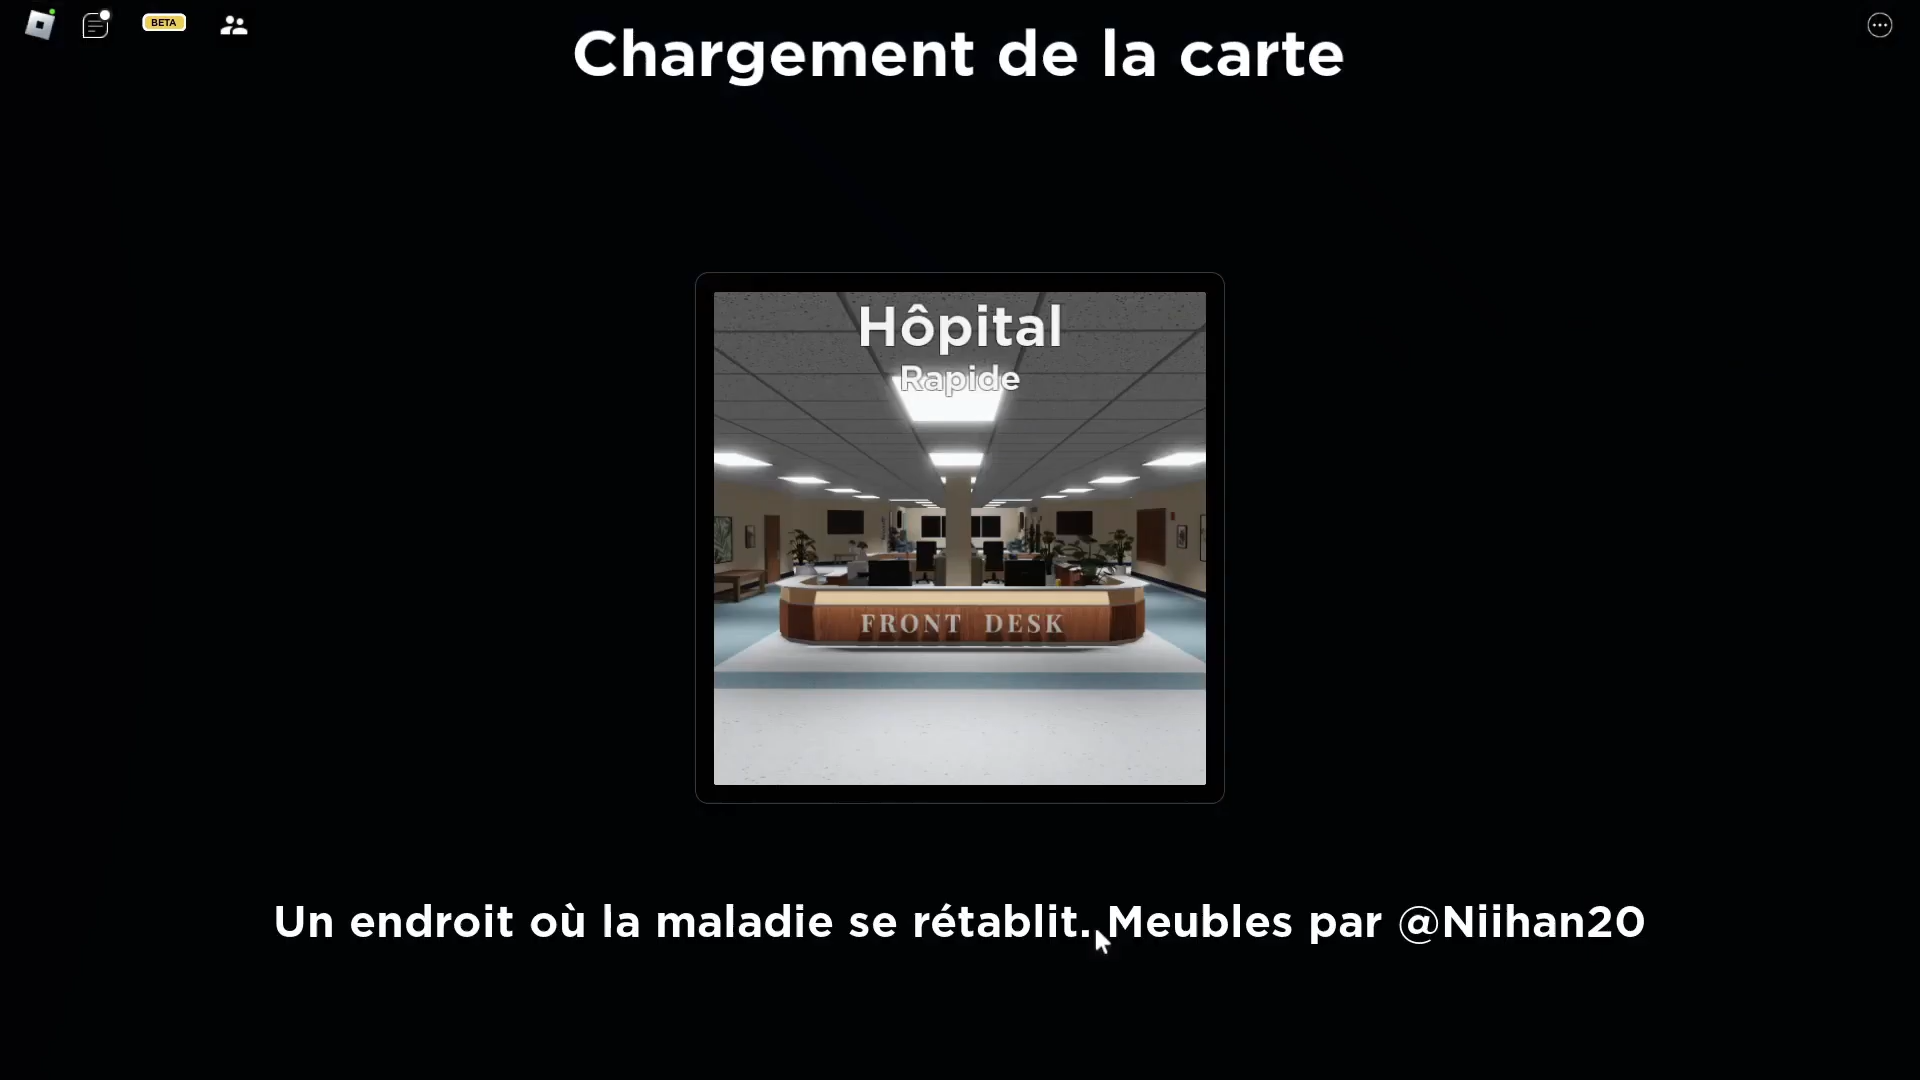 BETA
Chargement de la carte
Hôpital
Rapide
FRONT DESK
Un endroit où la maladie se rétablit. Meubles par @Niihan20